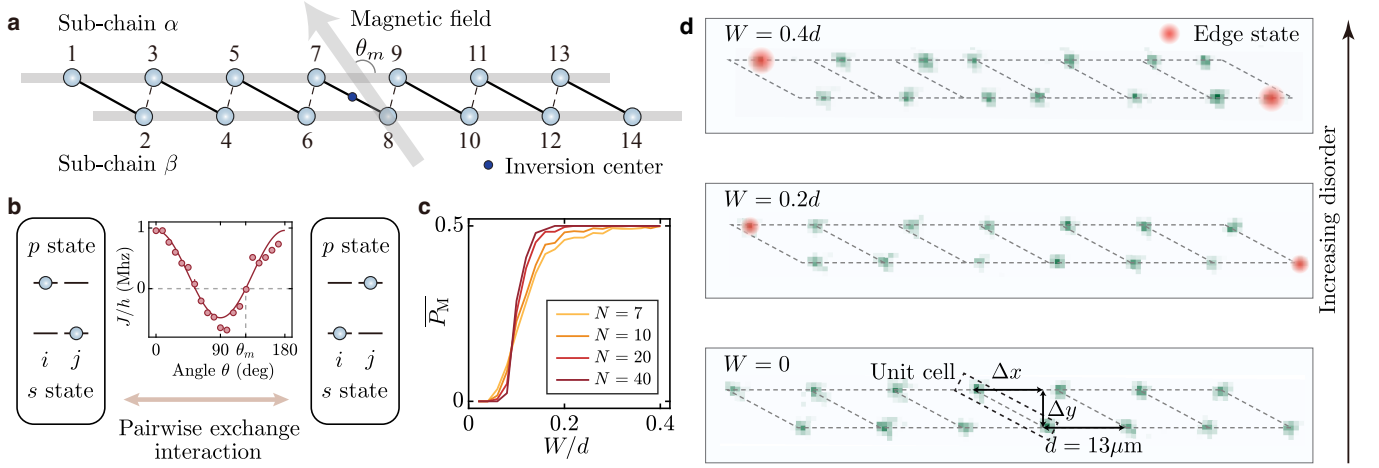 a
Sub-chain α
Magnetic field
θm
1 3 5 7 9 11 13
2 4 6 8 10 12 14
Sub-chain β
Inversion center
b
p state
i j
s state
J/h (Mhz)
1
0
0 90 θm 180
Angle θ (deg)
p state
i j
s state
Pairwise exchange
interaction
c
0.5
P̅M
0
N = 7
N = 10
N = 20
N = 40
0 0.2 0.4
W/d
d
W = 0.4d
Edge state
W = 0.2d
W = 0
Unit cell
Δx
Δy
d = 13μm
Increasing disorder